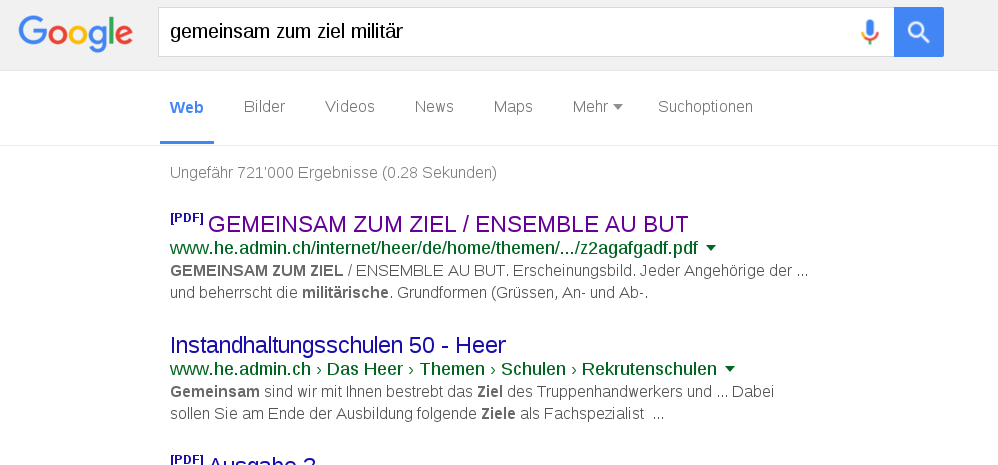 Google
gemeinsam zum ziel militär
Web Bilder Videos News Maps Mehr Suchoptionen
Ungefähr 721'000 Ergebnisse (0.28 Sekunden)
[PDF] GEMEINSAM ZUM ZIEL / ENSEMBLE AU BUT
www.he.admin.ch/internet/heer/de/home/themen/.../z2agafgadf.pdf
GEMEINSAM ZUM ZIEL / ENSEMBLE AU BUT. Erscheinungsbild. Jeder Angehörige der ...
und beherrscht die militärische. Grundformen (Grüssen, An- und Ab-.
Instandhaltungsschulen 50 - Heer
www.he.admin.ch › Das Heer › Themen › Schulen › Rekrutenschulen
Gemeinsam sind wir mit Ihnen bestrebt das Ziel des Truppenhandwerkers und ... Dabei
sollen Sie am Ende der Ausbildung folgende Ziele als Fachspezialist ...
[PDF] Ausgabe 2